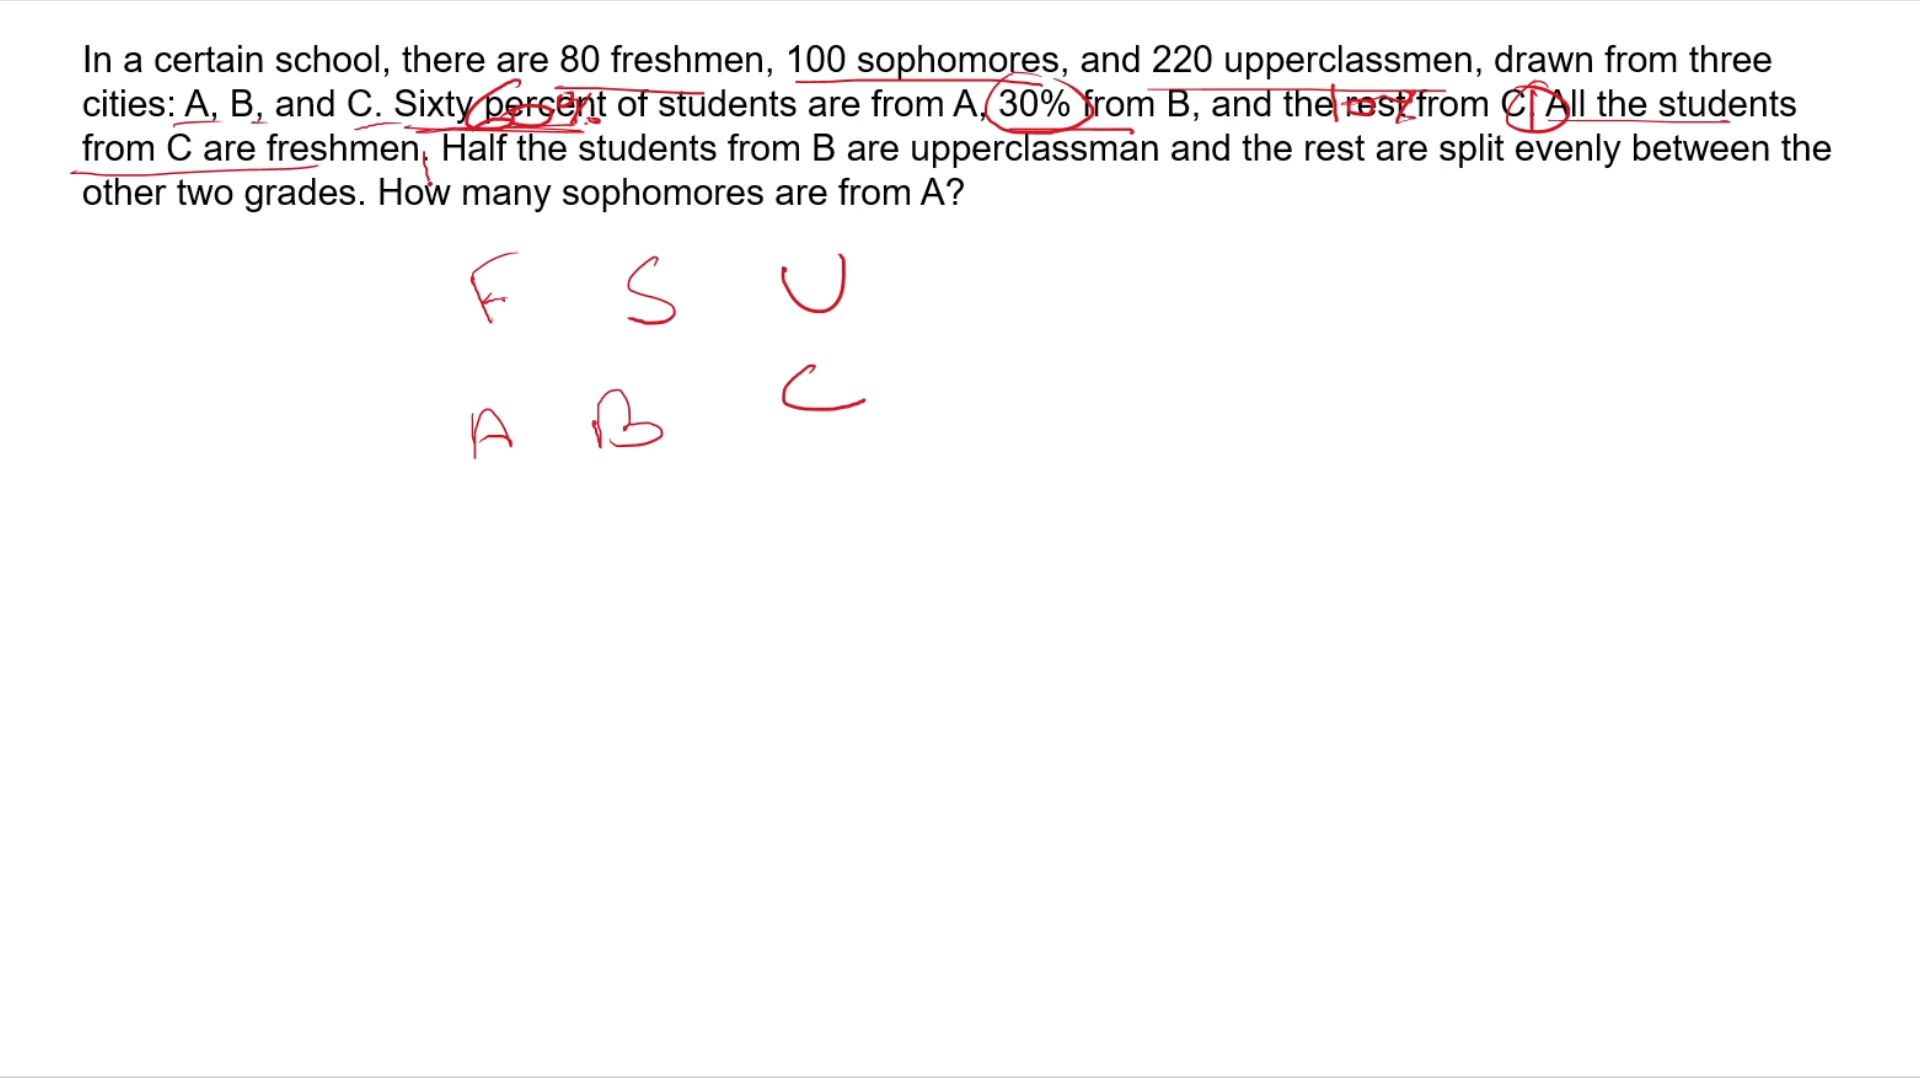 In a certain school, there are 80 freshmen, 100 sophomores, and 220 upperclassmen, drawn from three
cities: A, B, and C. Sixty percent of students are from A, 30% from B, and the rest from C. All the students
from C are freshmen. Half the students from B are upperclassman and the rest are split evenly between the
other two grades. How many sophomores are from A?
F S U
A B C